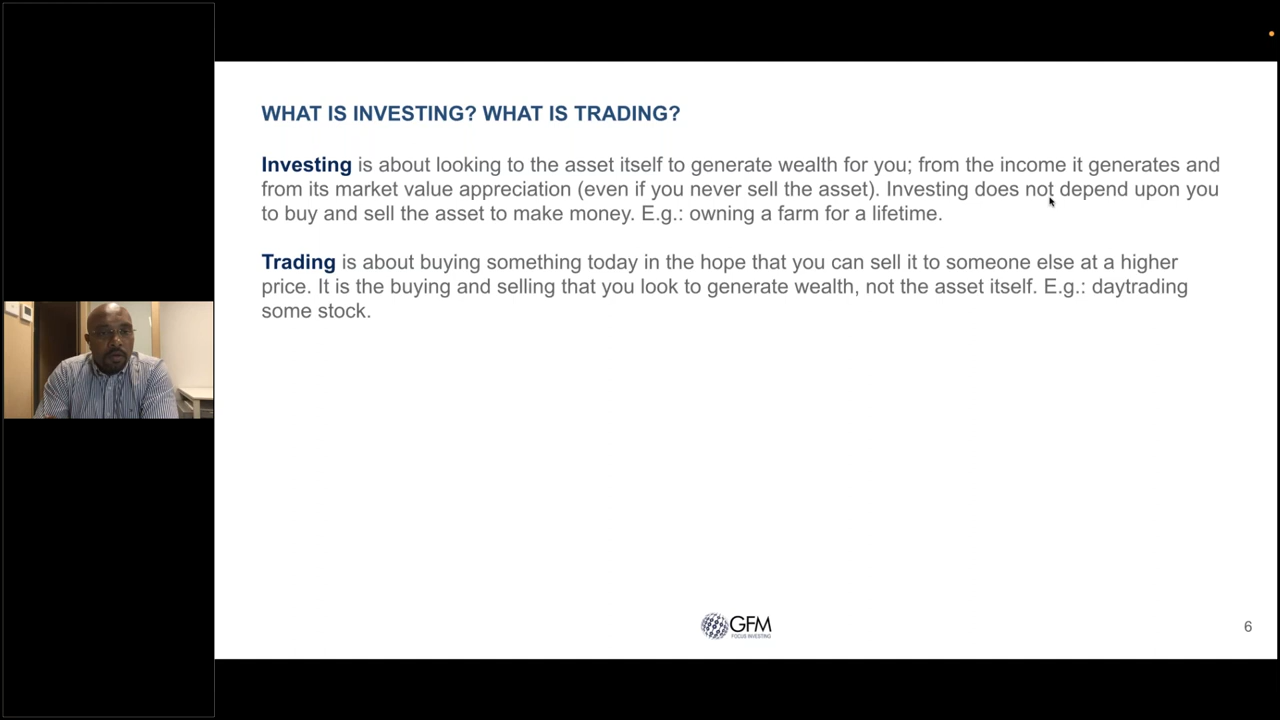 WHAT IS INVESTING? WHAT IS TRADING?
Investing is about looking to the asset itself to generate wealth for you; from the income it generates and
from its market value appreciation (even if you never sell the asset). Investing does not depend upon you
to buy and sell the asset to make money. E.g.: owning a farm for a lifetime.
Trading is about buying something today in the hope that you can sell it to someone else at a higher
price. It is the buying and selling that you look to generate wealth, not the asset itself. E.g.: daytrading
some stock.
GFM
FOCUS INVESTING
6